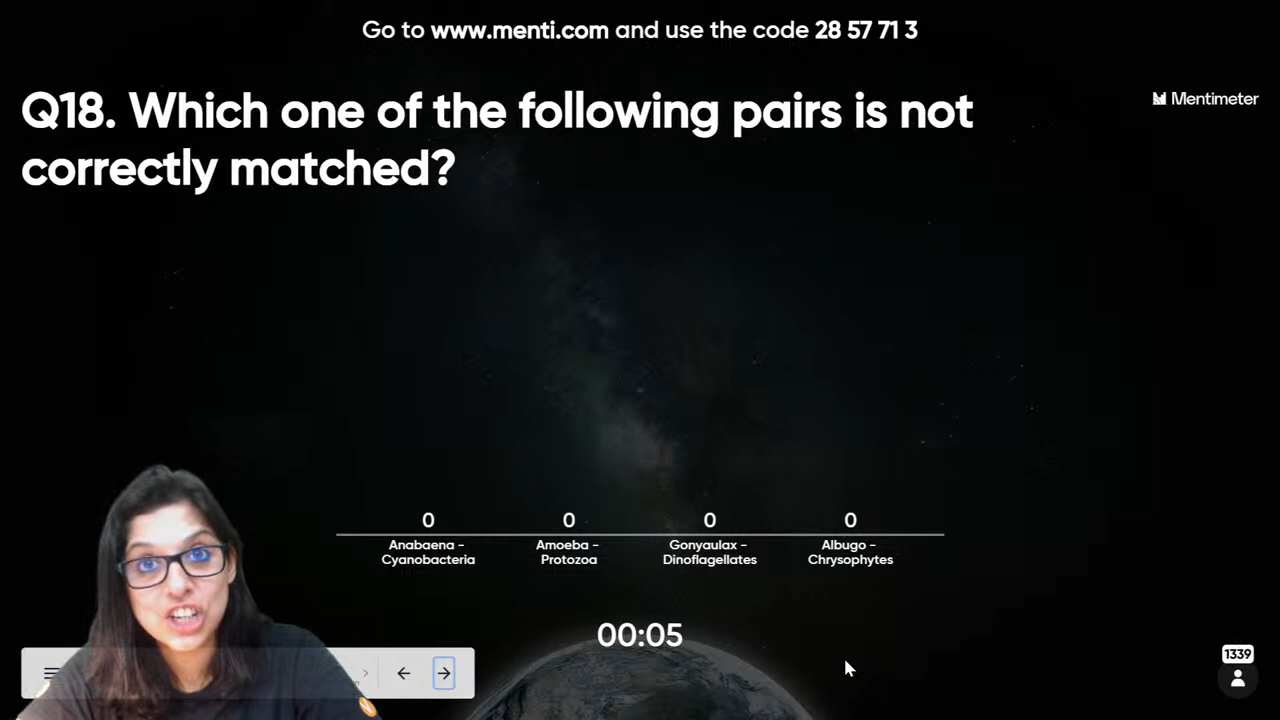 Go to www.menti.com and use the code 28 57 71 3
Q18. Which one of the following pairs is not
correctly matched?
Mentimeter
0 0 0 0
Anabaena – Amoeba – Gonyaulax – Albugo –
Cyanobacteria Protozoa Dinoflagellates Chrysophytes
00:05
1339